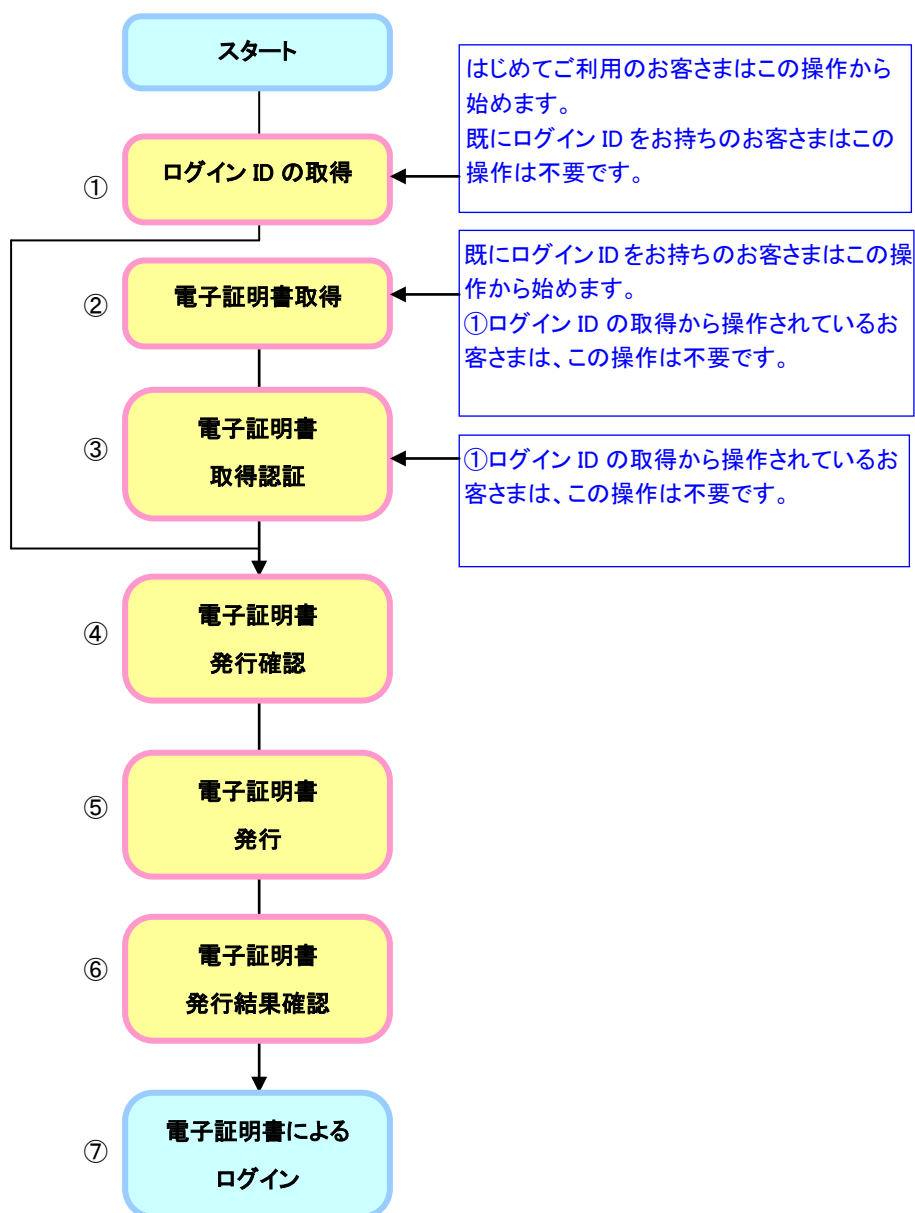 スタート
はじめてご利用のお客さまはこの操作から
始めます。
既にログイン ID をお持ちのお客さまはこの
操作は不要です。
① ログイン ID の取得
既にログイン ID をお持ちのお客さまはこの操
作から始めます。
①ログイン ID の取得から操作されているお
客さまは、この操作は不要です。
② 電子証明書取得
③ 電子証明書
取得認証
①ログイン ID の取得から操作されているお
客さまは、この操作は不要です。
④ 電子証明書
発行確認
⑤ 電子証明書
発行
⑥ 電子証明書
発行結果確認
⑦ 電子証明書による
ログイン